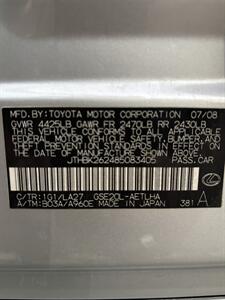 MFD.BY:TOYOTA MOTOR CORPORATION 07/08
GVWR 4425LB GAWR FR 2470LB RR 2430LB
THIS VEHICLE CONFORMS TO ALL APPLICABLE
FEDERAL MOTOR VEHICLE SAFETY,BUMPER,AND
THEFT PREVENTION STANDARDS IN EFFECT ON
THE DATE OF MANUFACTURE SHOWN ABOVE.
JTHBK262485083405 PASS.CAR
C/TR:1G1/LA27 GSE20L-AETLHA
A/TM:B03A/A960E MADE IN JAPAN 381 A